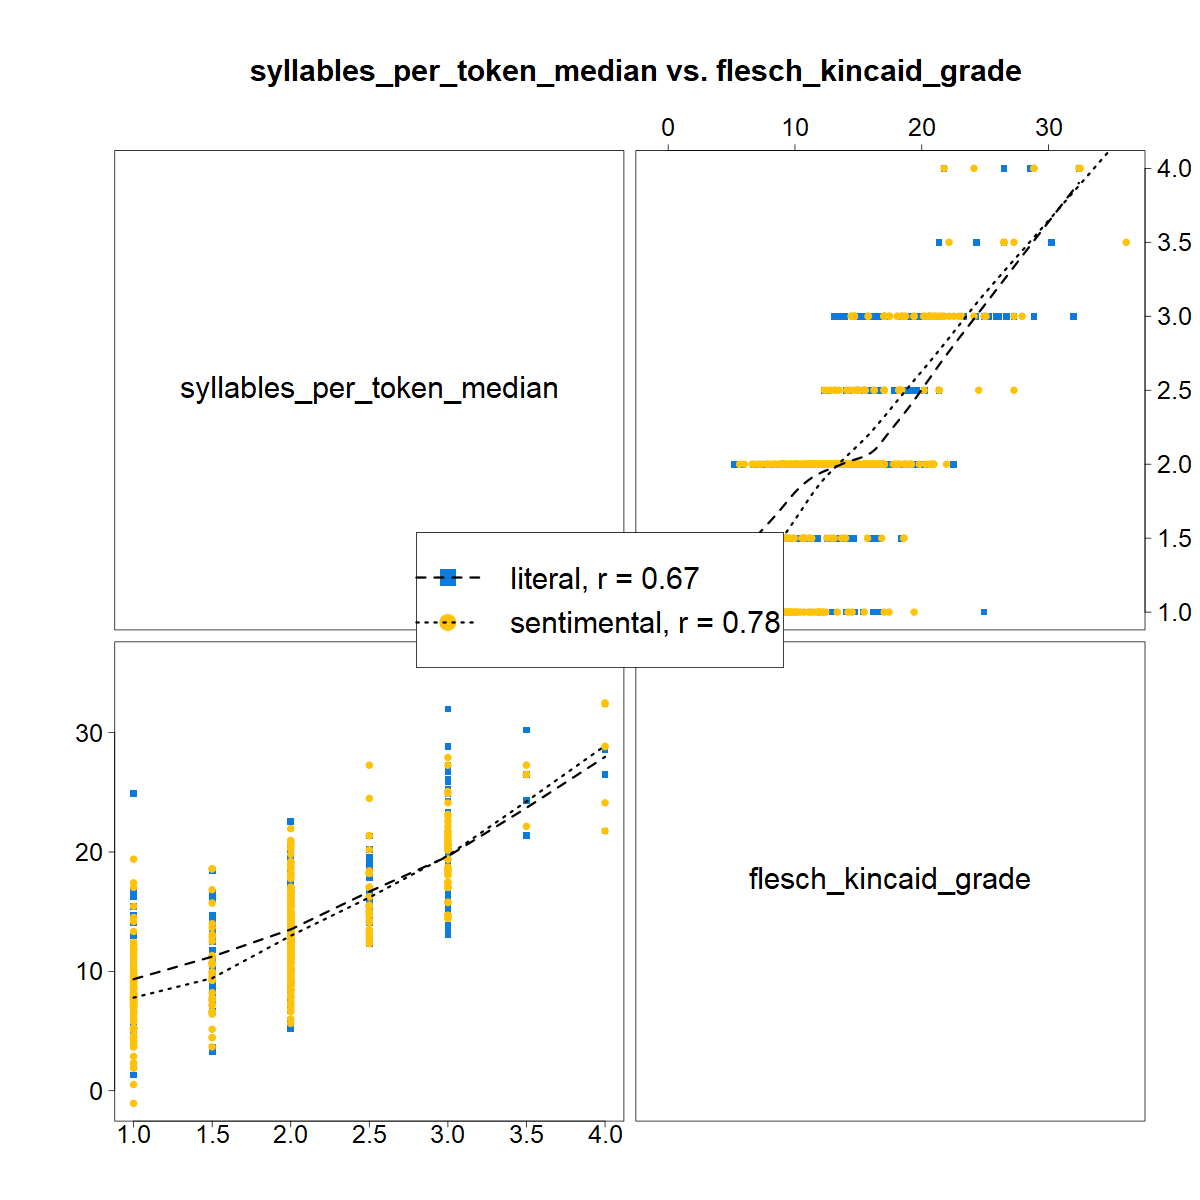 syllables_per_token_median vs. flesch_kincaid_grade
0 10 20 30
syllables_per_token_median
4.0
3.5
3.0
2.5
2.0
1.5
1.0
literal, r = 0.67
sentimental, r = 0.78
30
20
10
0
flesch_kincaid_grade
1.0 1.5 2.0 2.5 3.0 3.5 4.0